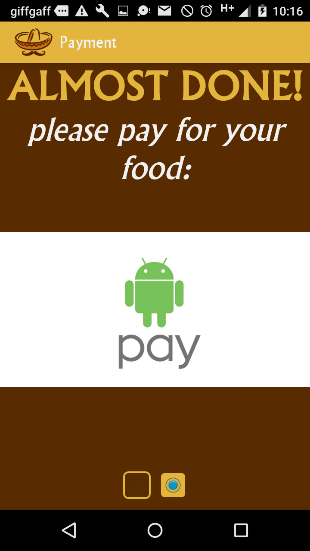 giffgaff H+ 10:16
Payment
ALMOST DONE!
please pay for your
food:
pay